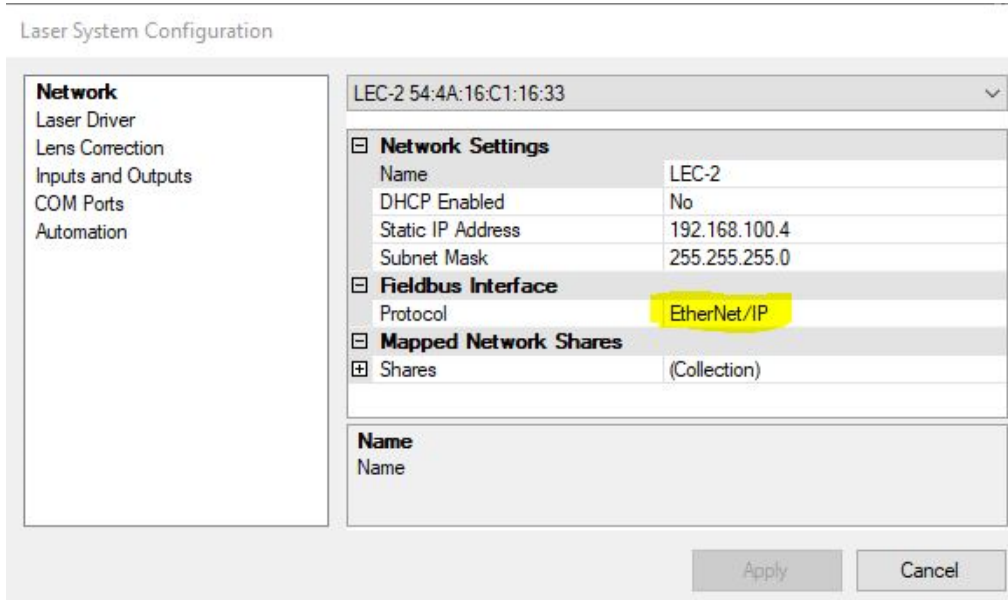 Laser System Configuration
Network
Laser Driver
Lens Correction
Inputs and Outputs
COM Ports
Automation
LEC-2 54:4A:16:C1:16:33
Network Settings
Name LEC-2
DHCP Enabled No
Static IP Address 192.168.100.4
Subnet Mask 255.255.255.0
Fieldbus Interface
Protocol EtherNet/IP
Mapped Network Shares
Shares (Collection)
Name
Name
Apply Cancel